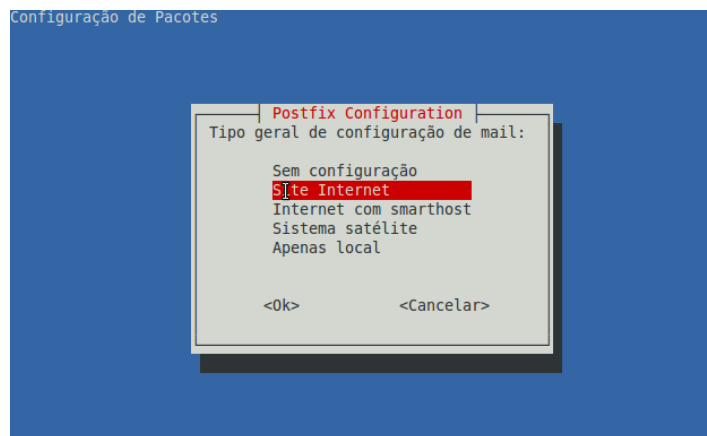 Configuração de Pacotes
Postfix Configuration
Tipo geral de configuração de mail:
Sem configuração
Site Internet
Internet com smarthost
Sistema satélite
Apenas local
<Ok> <Cancelar>